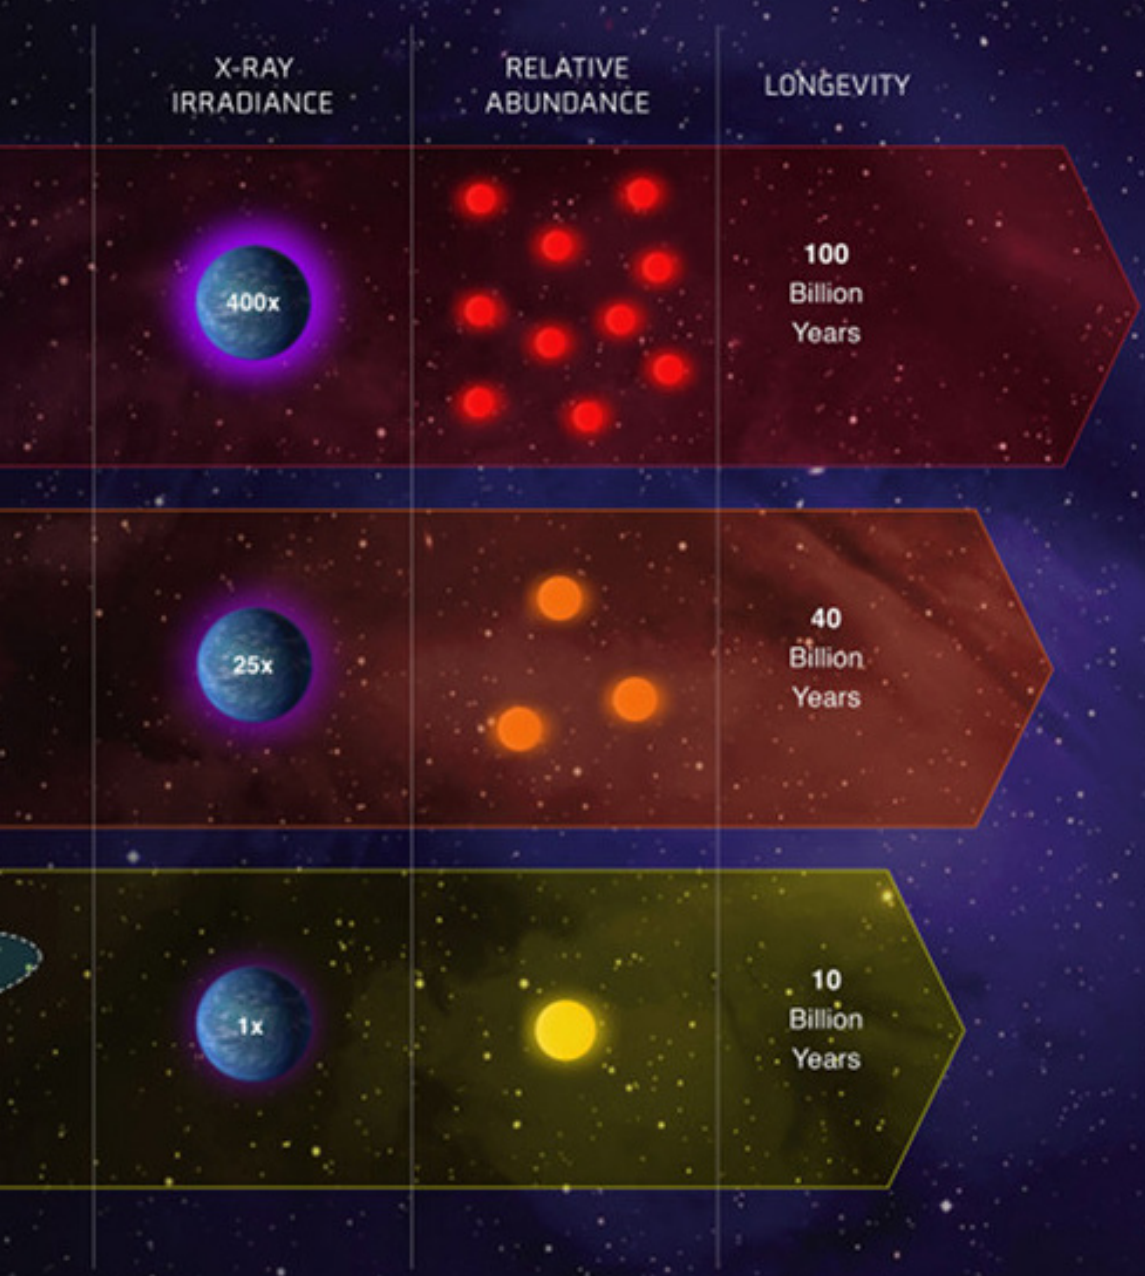 X-RAY
IRRADIANCE
RELATIVE
ABUNDANCE
LONGEVITY
400x
100
Billion
Years
25x
40
Billion
Years
1x
10
Billion
Years